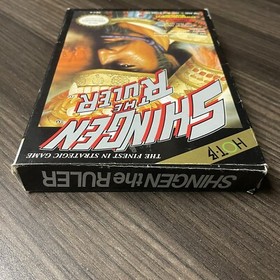 THE FINEST IN STRATEGIC GAME
HOT·B
SHINGEN
THE
RULER
SHINGEN the RULER